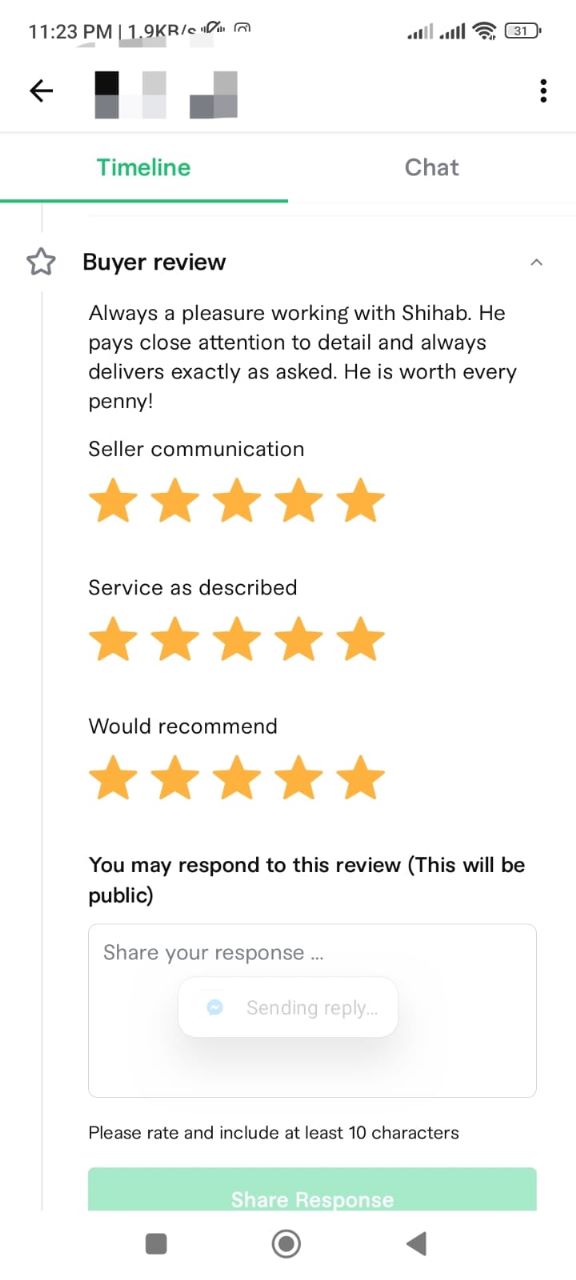 11:23 PM | 1.9KB/s
31
Timeline
Chat
Buyer review
Always a pleasure working with Shihab. He
pays close attention to detail and always
delivers exactly as asked. He is worth every
penny!
Seller communication
Service as described
Would recommend
You may respond to this review (This will be
public)
Share your response ...
Sending reply...
Please rate and include at least 10 characters
Share Response